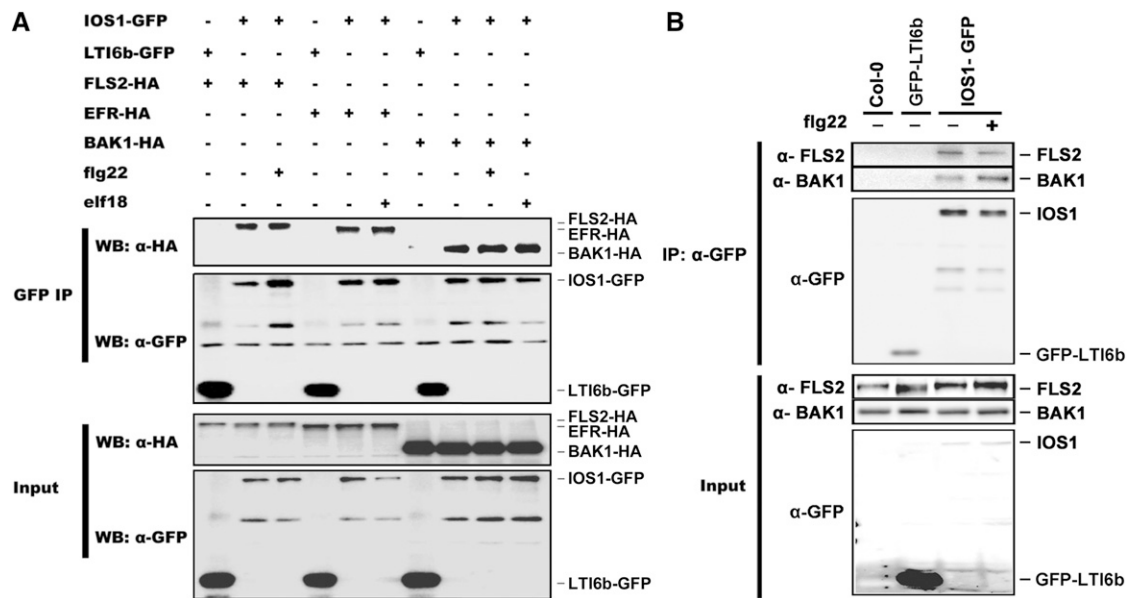 A
IOS1-GFP - + + - + + - + + +
LTI6b-GFP + - - + - - + - - -
FLS2-HA + + + - - - - - - -
EFR-HA - - - + + + - - - -
BAK1-HA - - - - - - + + + +
flg22 - - + - - - - - + -
elf18 - - - - - + - - - +
GFP IP
WB: α-HA
FLS2-HA
EFR-HA
BAK1-HA
WB: α-GFP
IOS1-GFP
LTI6b-GFP
Input
WB: α-HA
FLS2-HA
EFR-HA
BAK1-HA
WB: α-GFP
IOS1-GFP
LTI6b-GFP
B
Col-0
GFP-LTI6b
IOS1- GFP
flg22 - - - +
IP: α-GFP
α- FLS2 FLS2
α- BAK1 BAK1
α-GFP
IOS1
GFP-LTI6b
Input
α- FLS2 FLS2
α- BAK1 BAK1
α-GFP
IOS1
GFP-LTI6b